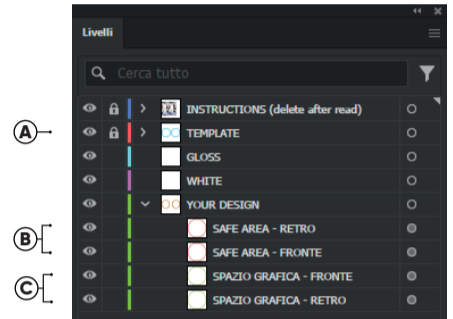 Livelli
Cerca tutto
INSTRUCTIONS (delete after read)
A
TEMPLATE
GLOSS
WHITE
YOUR DESIGN
SAFE AREA - RETRO
B
SAFE AREA - FRONTE
SPAZIO GRAFICA - FRONTE
C
SPAZIO GRAFICA - RETRO